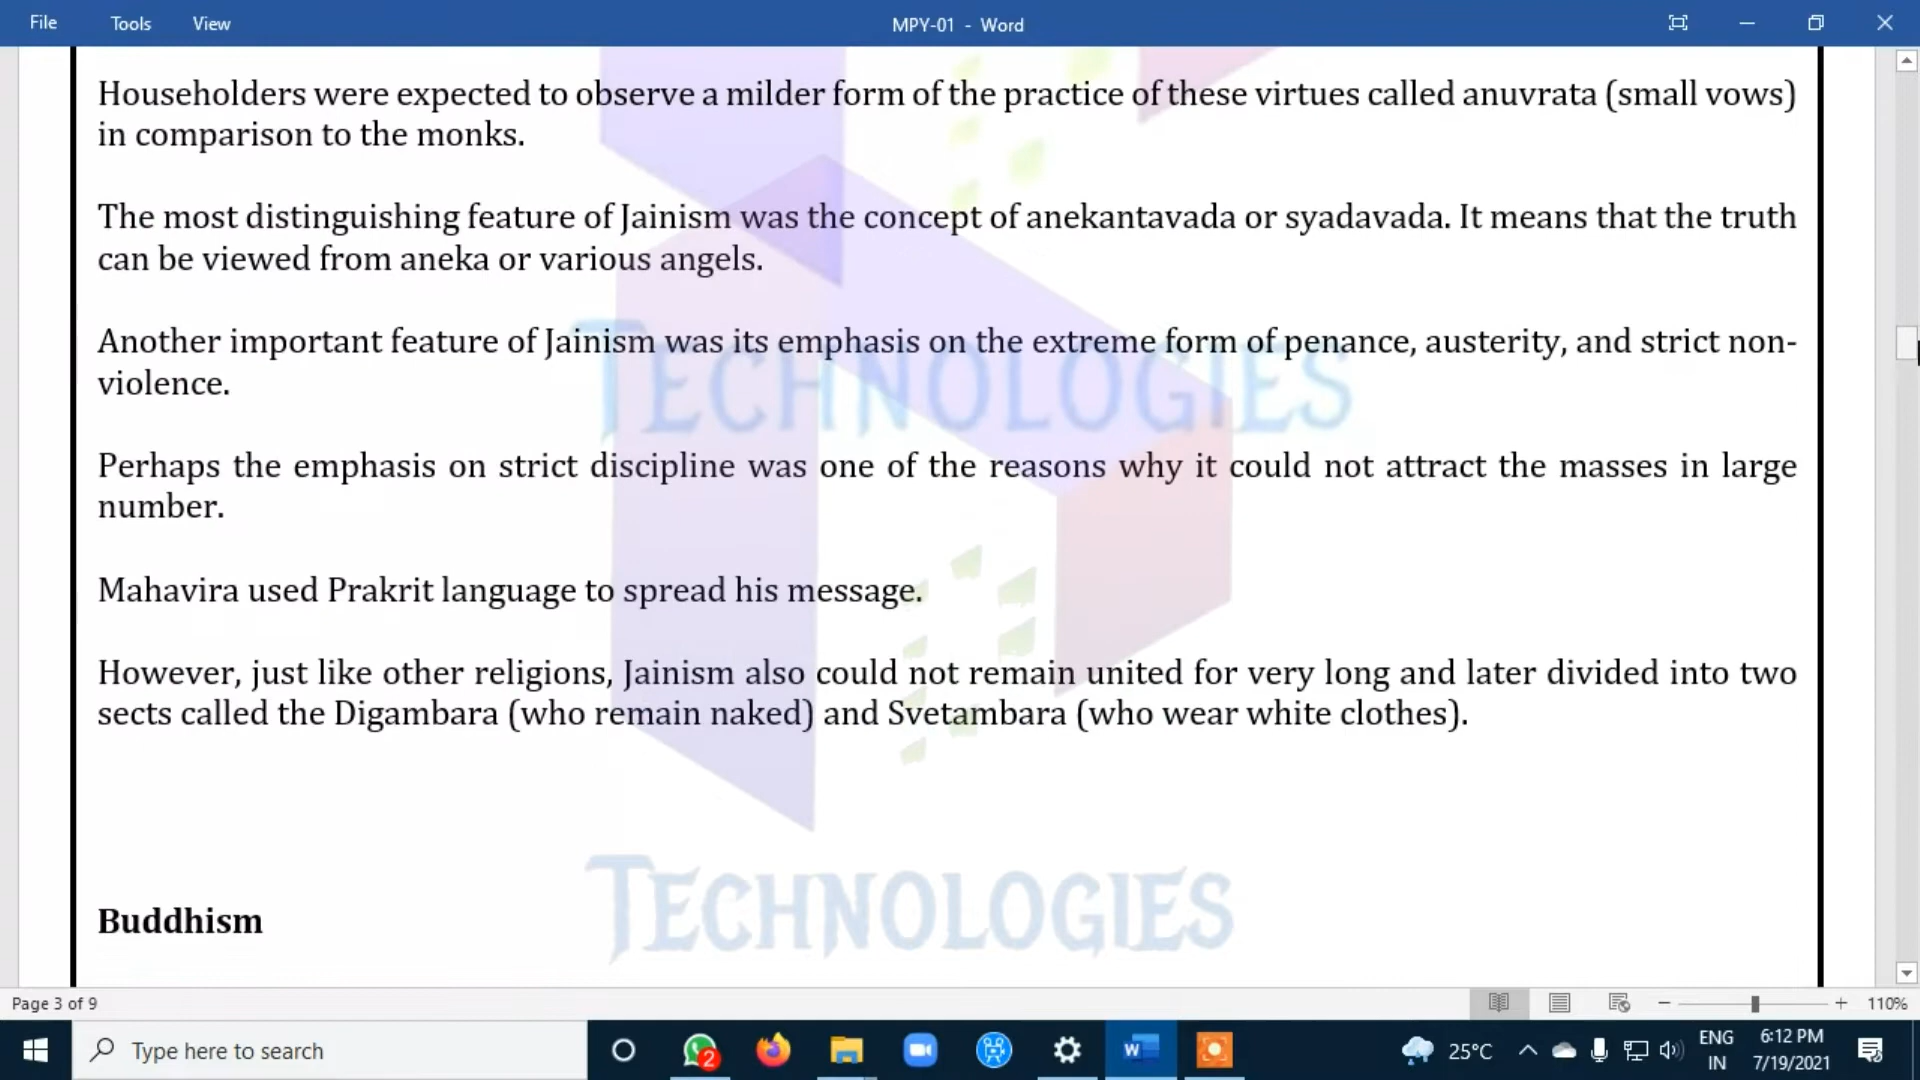 File Tools View MPY-01 - Word
Householders were expected to observe a milder form of the practice of these virtues called anuvrata (small vows)
in comparison to the monks.
The most distinguishing feature of Jainism was the concept of anekantavada or syadavada. It means that the truth
can be viewed from aneka or various angels.
Another important feature of Jainism was its emphasis on the extreme form of penance, austerity, and strict non-
violence.
TECHNOLOGIES
Perhaps the emphasis on strict discipline was one of the reasons why it could not attract the masses in large
number.
Mahavira used Prakrit language to spread his message.
However, just like other religions, Jainism also could not remain united for very long and later divided into two
sects called the Digambara (who remain naked) and Svetambara (who wear white clothes).
TECHNOLOGIES
Buddhism
Page 3 of 9 110%
Type here to search 2 W 25°C ENG 6:12 PM
IN 7/19/2021